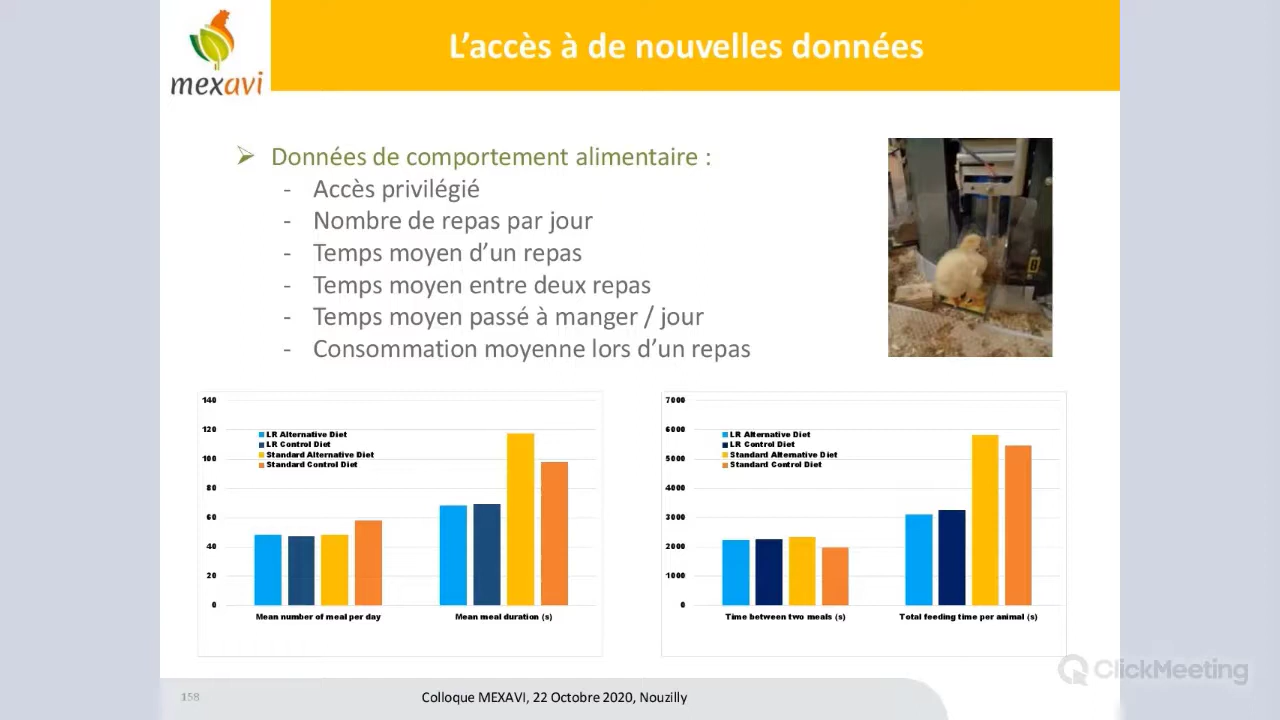 mexavi
L’accès à de nouvelles données
➢ Données de comportement alimentaire :
- Accès privilégié
- Nombre de repas par jour
- Temps moyen d’un repas
- Temps moyen entre deux repas
- Temps moyen passé à manger / jour
- Consommation moyenne lors d’un repas
140
120
100
80
60
40
20
0
LR Alternative Diet
LR Control Diet
Standard Alternative Diet
Standard Control Diet
Mean number of meal per day
Mean meal duration (s)
7000
6000
5000
4000
3000
2000
1000
0
LR Alternative Diet
LR Control Diet
Standard Alternative Diet
Standard Control Diet
Time between two meals (s)
Total feeding time per animal (s)
ClickMeeting
158
Colloque MEXAVI, 22 Octobre 2020, Nouzilly